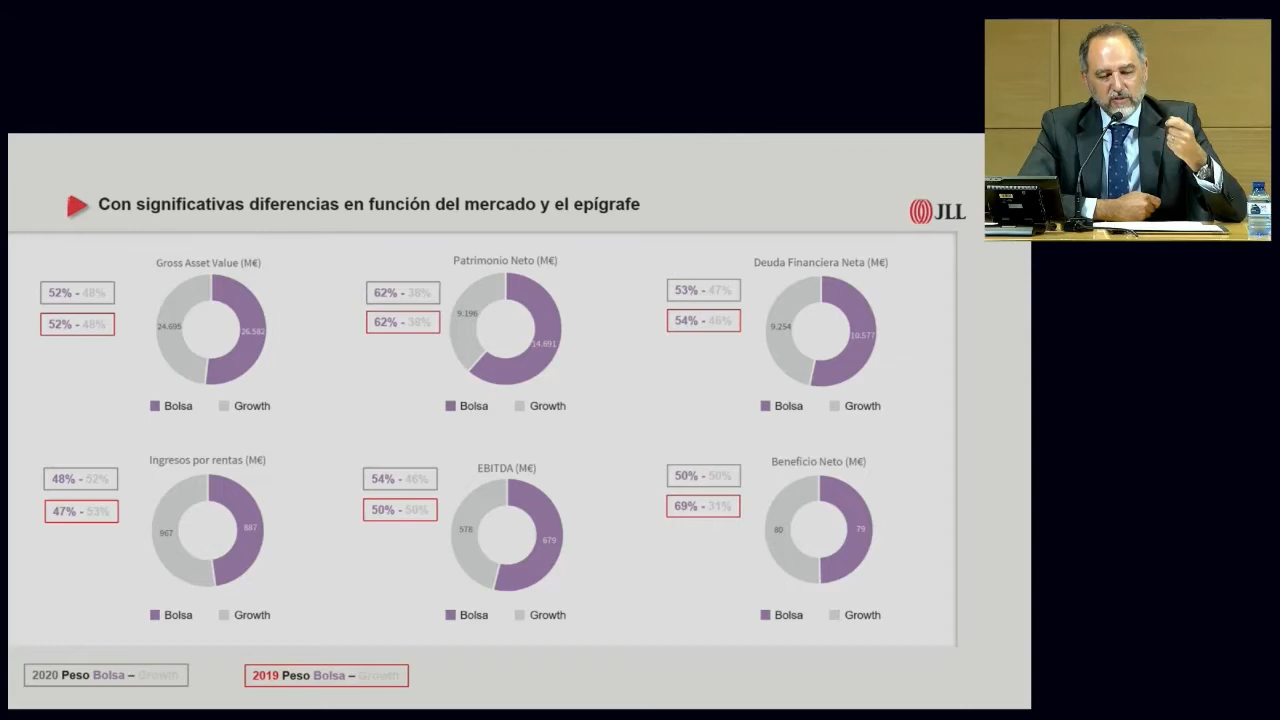 Con significativas diferencias en función del mercado y el epígrafe
JLL
Gross Asset Value (M€)
52% - 48%
52% - 48%
24.695
26.582
Bolsa
Growth
Patrimonio Neto (M€)
62% - 38%
62% - 38%
9.196
14.691
Bolsa
Growth
Deuda Financiera Neta (M€)
53% - 47%
54% - 46%
9.254
10.577
Bolsa
Growth
Ingresos por rentas (M€)
48% - 52%
47% - 53%
967
887
Bolsa
Growth
EBITDA (M€)
54% - 46%
50% - 50%
578
679
Bolsa
Growth
Beneficio Neto (M€)
50% - 50%
69% - 31%
80
79
Bolsa
Growth
2020 Peso Bolsa – Growth
2019 Peso Bolsa – Growth